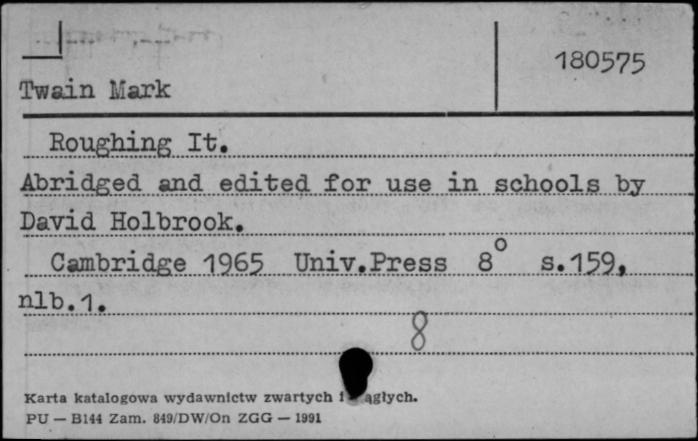 180575
Twain Mark
Roughing It.
Abridged and edited for use in schools by
David Holbrook.
Cambridge 1965 Univ.Press 8° s.159,
nlb.1.
8
Karta katalogowa wydawnictw zwartych i
PU — B144 Zam. 849/DW/On ZGG — 1991